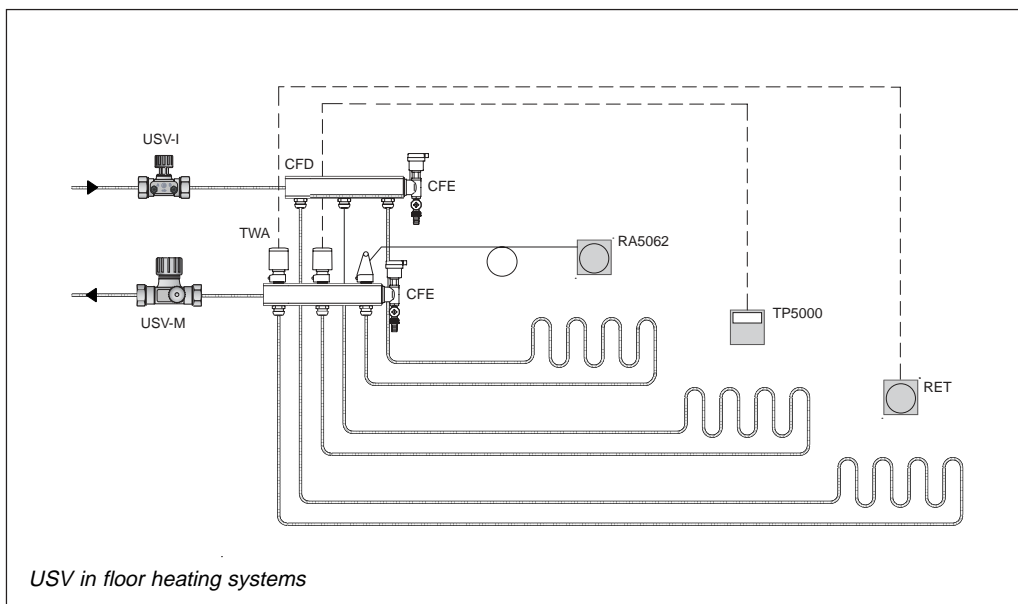 USV-I
CFD
CFE
TWA
RA5062
CFE
USV-M
TP5000
RET
USV in floor heating systems